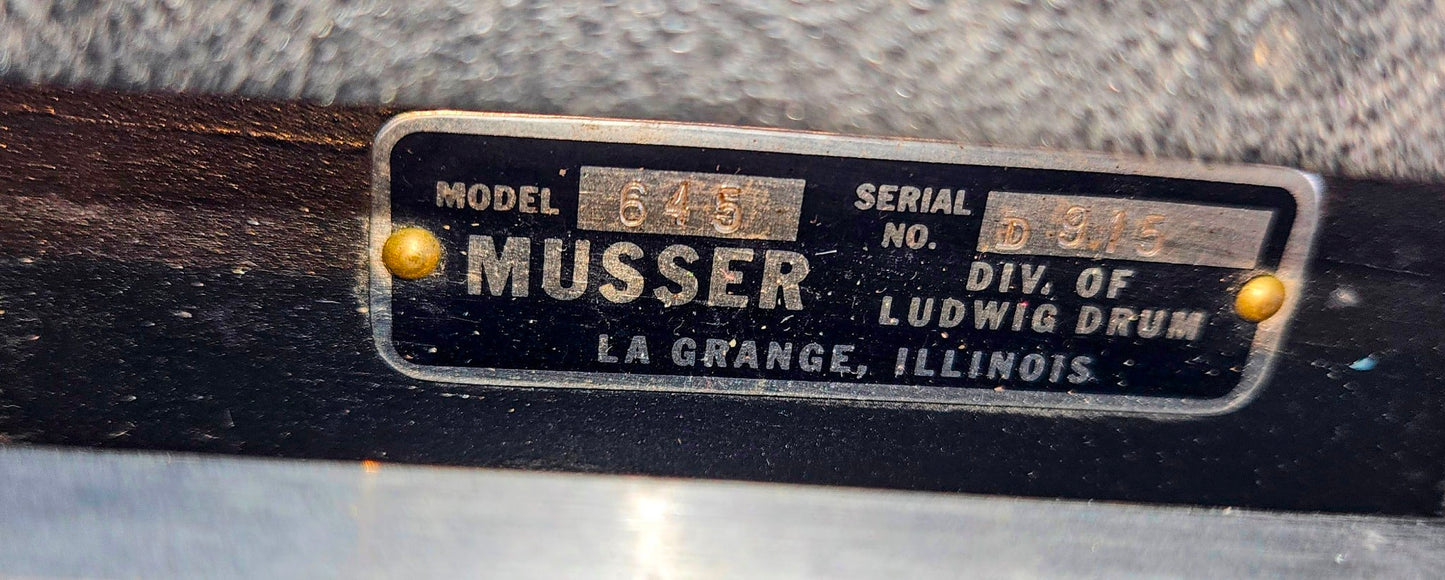 MODEL 645
MUSSER
SERIAL NO. D 915
DIV. OF
LUDWIG DRUM
LA GRANGE, ILLINOIS